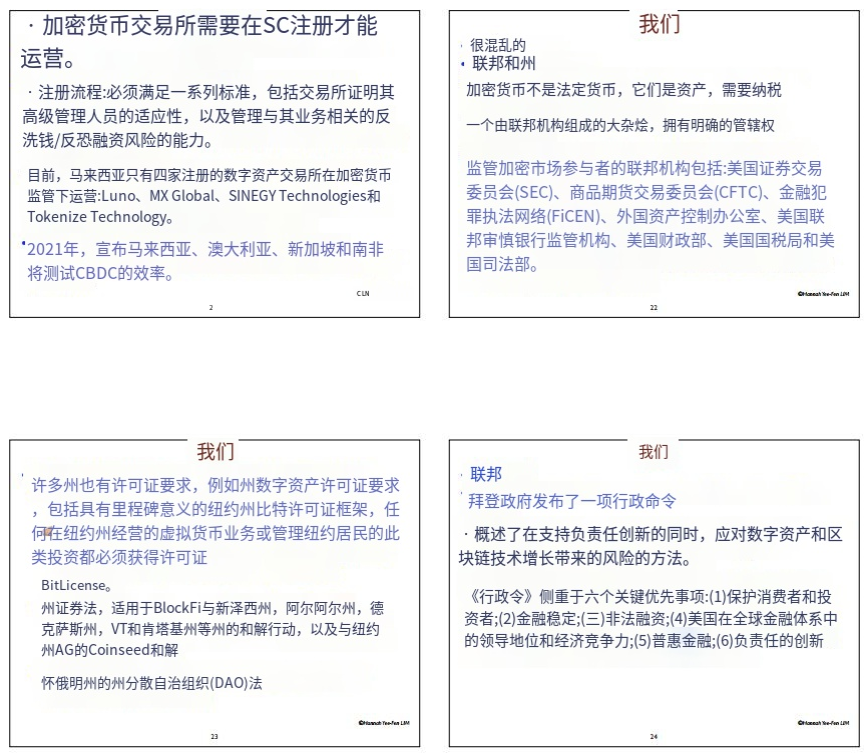 · 加密货币交易所需要在SC注册才能
运营。
· 注册流程:必须满足一系列标准，包括交易所证明其
高级管理人员的适应性，以及管理与其业务相关的反
洗钱/反恐融资风险的能力。
目前，马来西亚只有四家注册的数字资产交易所在加密货币
监管下运营:Luno、MX Global、SINEGY Technologies和
Tokenize Technology。
2021年，宣布马来西亚、澳大利亚、新加坡和南非
将测试CBDC的效率。
CLN
2
我们
· 很混乱的
· 联邦和州
加密货币不是法定货币，它们是资产，需要纳税
一个由联邦机构组成的大杂烩，拥有明确的管辖权
监管加密市场参与者的联邦机构包括:美国证券交易
委员会(SEC)、商品期货交易委员会(CFTC)、金融犯
罪执法网络(FiCEN)、外国资产控制办公室、美国联
邦审慎银行监管机构、美国财政部、美国国税局和美
国司法部。
©Hannah Yee-Fen LIM
22
我们
许多州也有许可证要求，例如州数字资产许可证要求
，包括具有里程碑意义的纽约州比特许可证框架，任
何在纽约州经营的虚拟货币业务或管理纽约居民的此
类投资都必须获得许可证
BitLicense。
州证券法，适用于BlockFi与新泽西州，阿尔阿尔州，德
克萨斯州，VT和肯塔基州等州的和解行动，以及与纽约
州AG的Coinseed和解
怀俄明州的州分散自治组织(DAO)法
©Hannah Yee-Fen LIM
23
我们
· 联邦
拜登政府发布了一项行政命令
· 概述了在支持负责任创新的同时，应对数字资产和区
块链技术增长带来的风险的方法。
《行政令》侧重于六个关键优先事项:(1)保护消费者和投
资者;(2)金融稳定;(三)非法融资;(4)美国在全球金融体系中
的领导地位和经济竞争力;(5)普惠金融;(6)负责任的创新
©Hannah Yee-Fen LIM
24